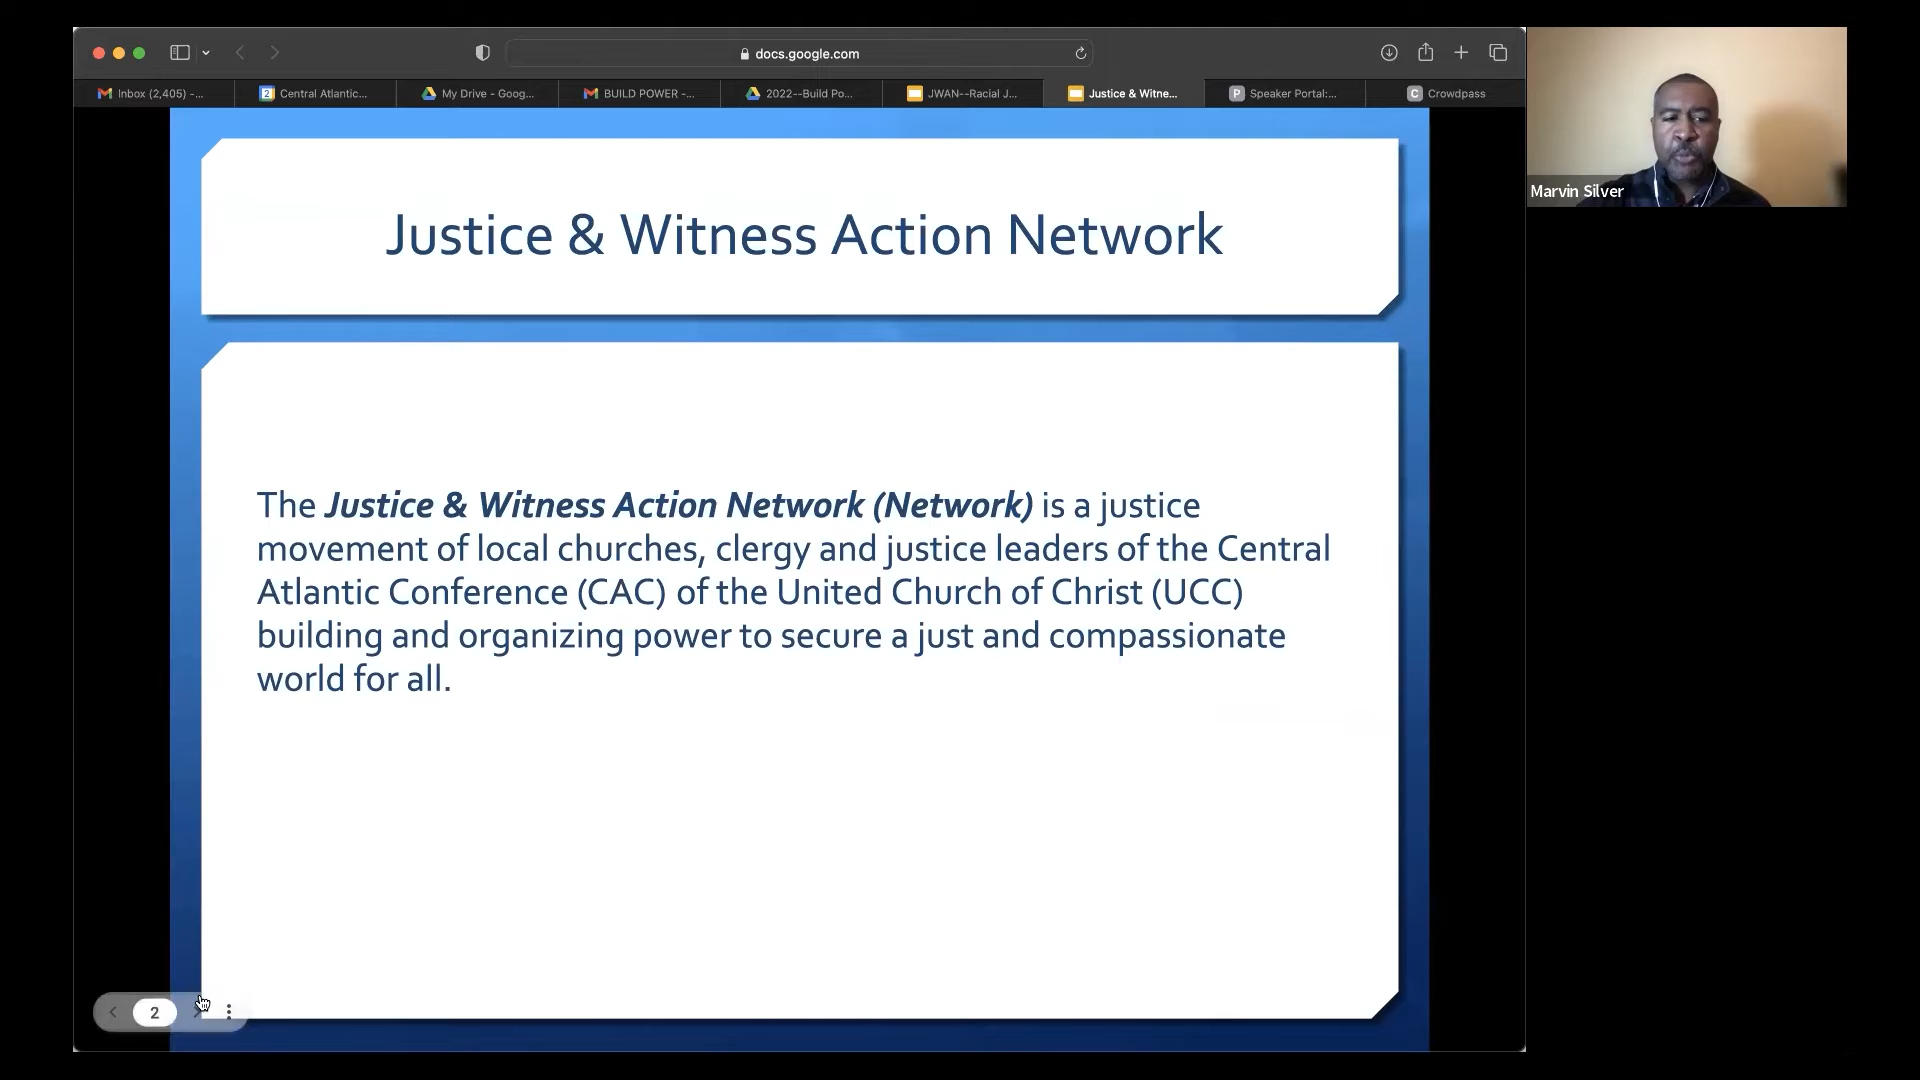 docs.google.com
Inbox (2,405) -...
2
Central Atlantic...
My Drive - Goog...
BUILD POWER -...
2022--Build Po...
JWAN--Racial J...
Justice & Witne...
P
Speaker Portal:...
C
Crowdpass
Marvin Silver
Justice & Witness Action Network
The Justice & Witness Action Network (Network) is a justice
movement of local churches, clergy and justice leaders of the Central
Atlantic Conference (CAC) of the United Church of Christ (UCC)
building and organizing power to secure a just and compassionate
world for all.
2